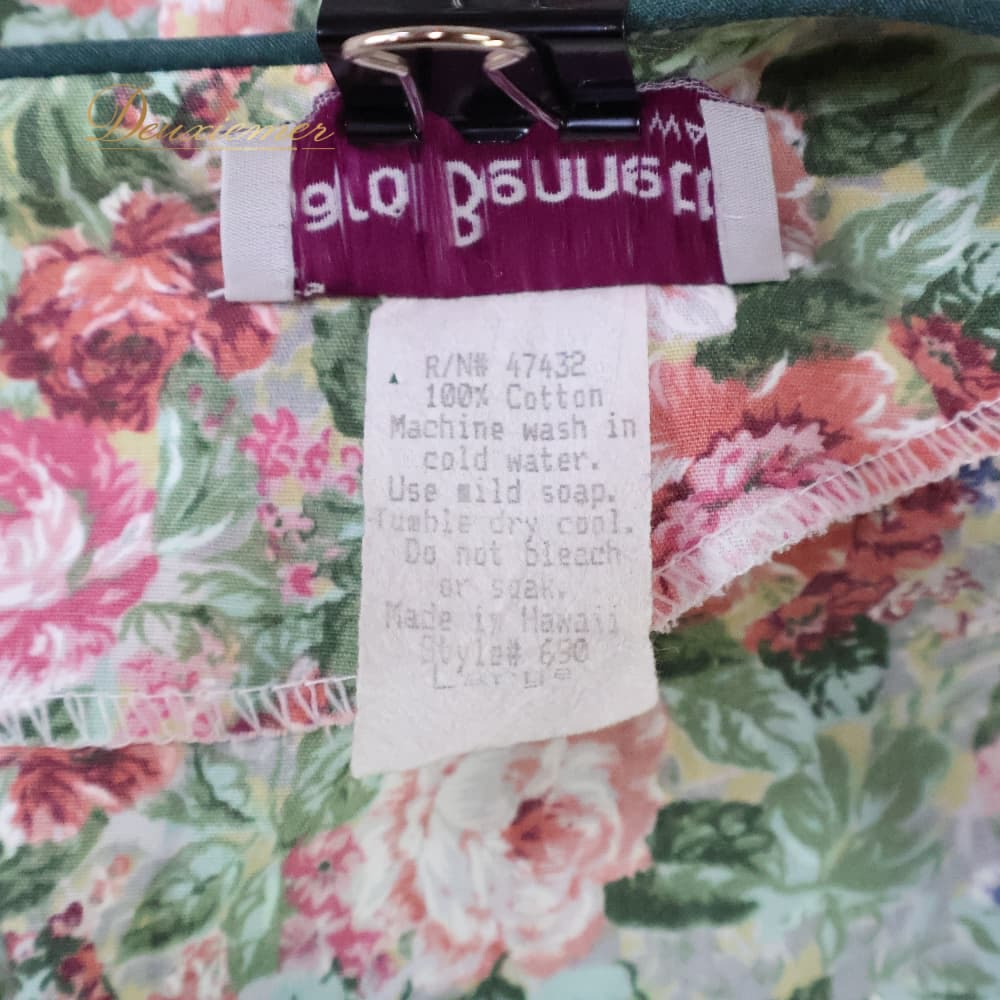 Deuxiemer
R/N# 47432
100% Cotton
Machine wash in
cold water.
Use mild soap.
Tumble dry cool.
Do not bleach
or soak.
Made in Hawaii
Style# 690
Large